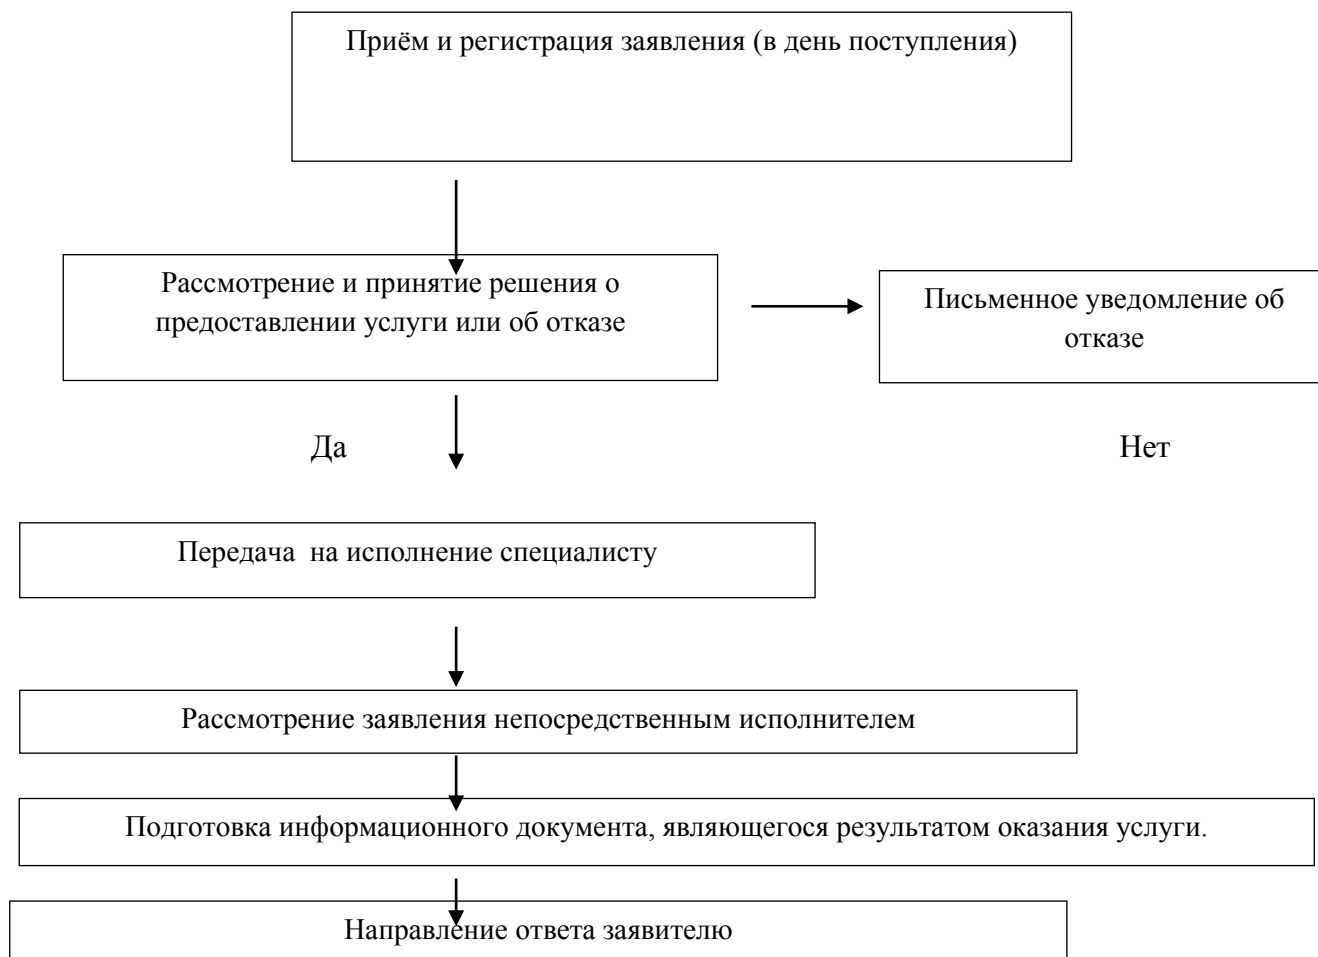 Приём и регистрация заявления (в день поступления)
Рассмотрение и принятие решения о
предоставлении услуги или об отказе
Письменное уведомление об
отказе
Да
Нет
Передача  на исполнение специалисту
Рассмотрение заявления непосредственным исполнителем
Подготовка информационного документа, являющегося результатом оказания услуги.
Направление ответа заявителю